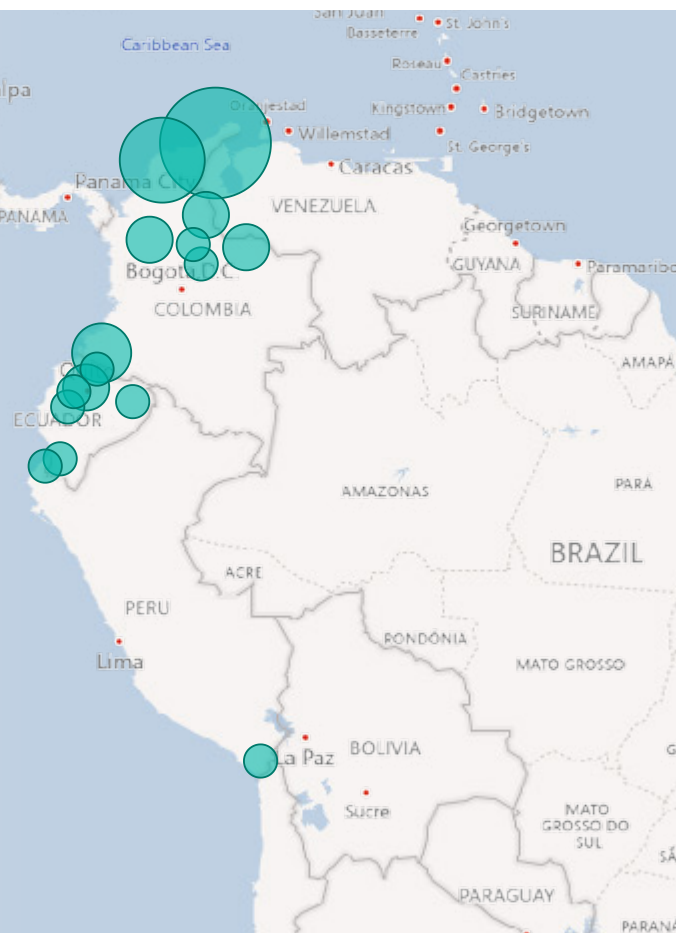 San Juan
St. John's
Basseterre
Caribbean Sea
Roseau
Castries
lpa
Oranjestad
Kingstown
Bridgetown
Willemstad
St. George's
Caracas
Panama City
PANAMA
VENEZUELA
Georgetown
GUYANA
Paramaribo
Bogota D.C.
COLOMBIA
SURINAME
AMAPÁ
ECUADOR
AMAZONAS
PARÁ
BRAZIL
ACRE
PERU
RONDÔNIA
Lima
MATO GROSSO
La Paz
BOLIVIA
G
Sucre
MATO
GROSSO DO
SUL
SÃ
PARAGUAY
PARANÁ